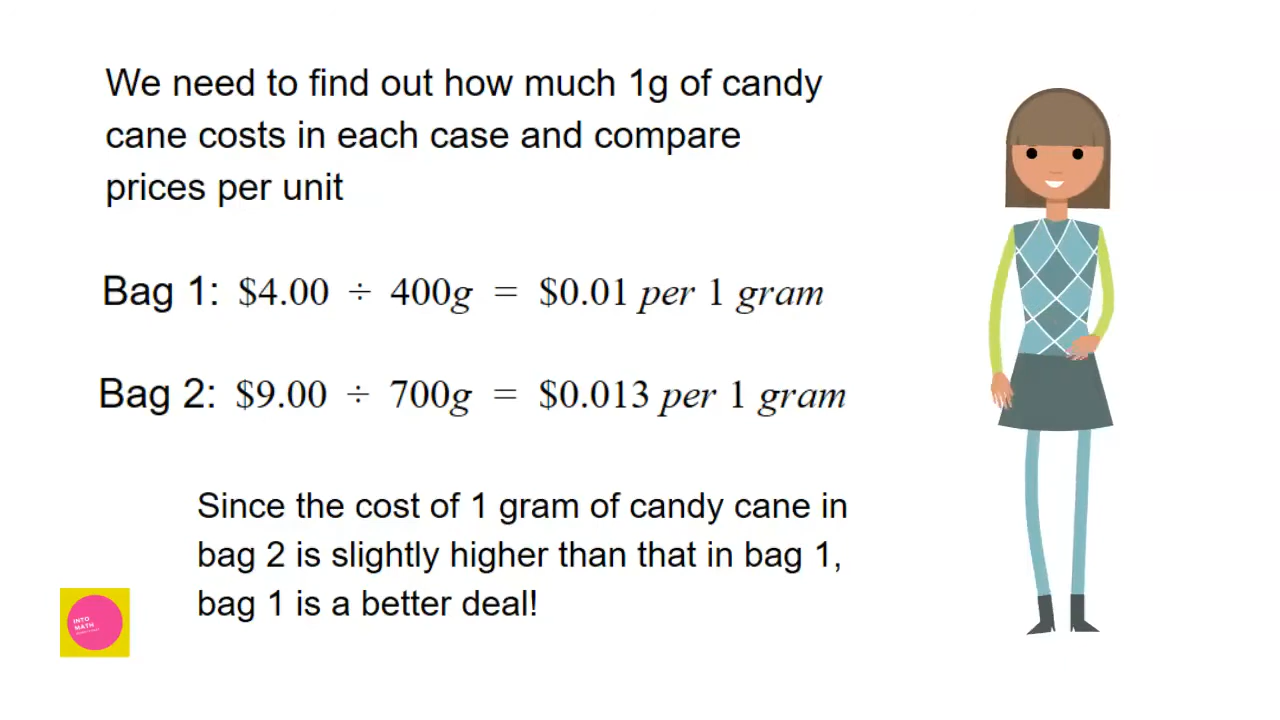 We need to find out how much 1g of candy
cane costs in each case and compare
prices per unit
Bag 1: $4.00 ÷ 400g = $0.01 per 1 gram
Bag 2: $9.00 ÷ 700g = $0.013 per 1 gram
Since the cost of 1 gram of candy cane in
bag 2 is slightly higher than that in bag 1,
bag 1 is a better deal!
INTO
MATH